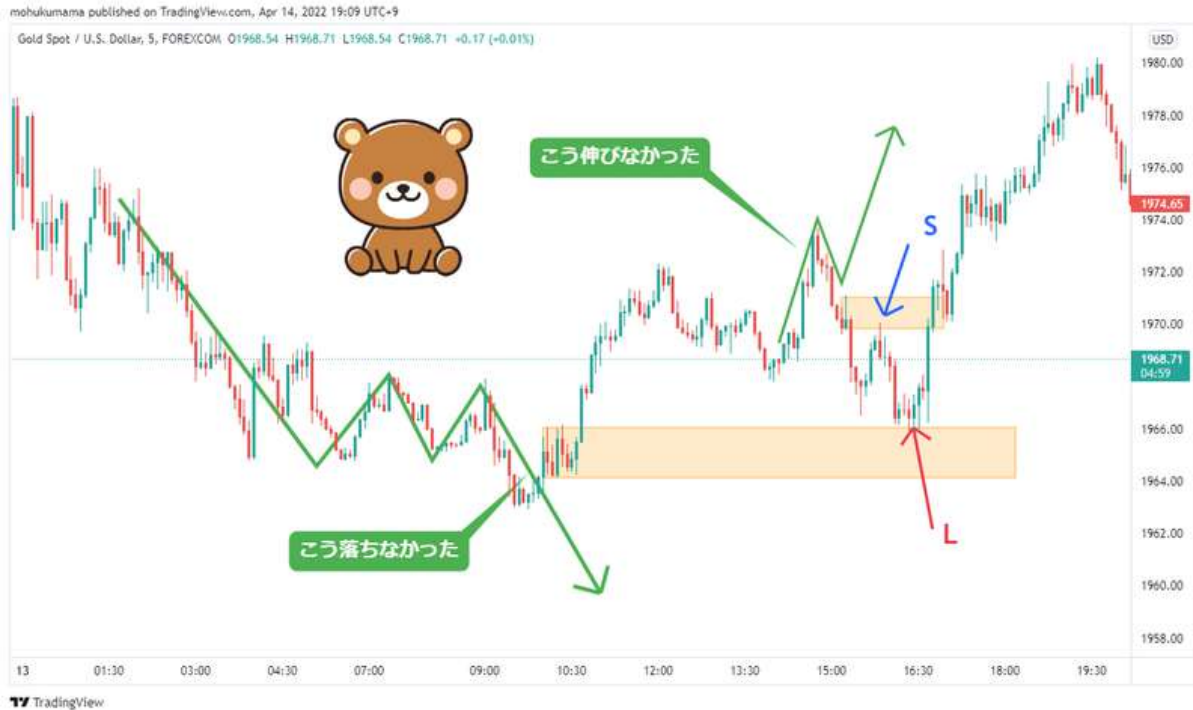 mohukumama published on TradingView.com, Apr 14, 2022 19:09 UTC+9
Gold Spot / U.S. Dollar, 5, FOREXCOM O1968.54 H1968.71 L1968.54 C1968.71 +0.17 (+0.01%)
USD
1980.00
1978.00
1976.00
1974.65
1974.00
1972.00
1970.00
1968.71
04:59
1966.00
1964.00
1962.00
1960.00
1958.00
こう伸びなかった
S
L
こう落ちなかった
13 01:30 03:00 04:30 07:00 09:00 10:30 12:00 13:30 15:00 16:30 18:00 19:30
TradingView